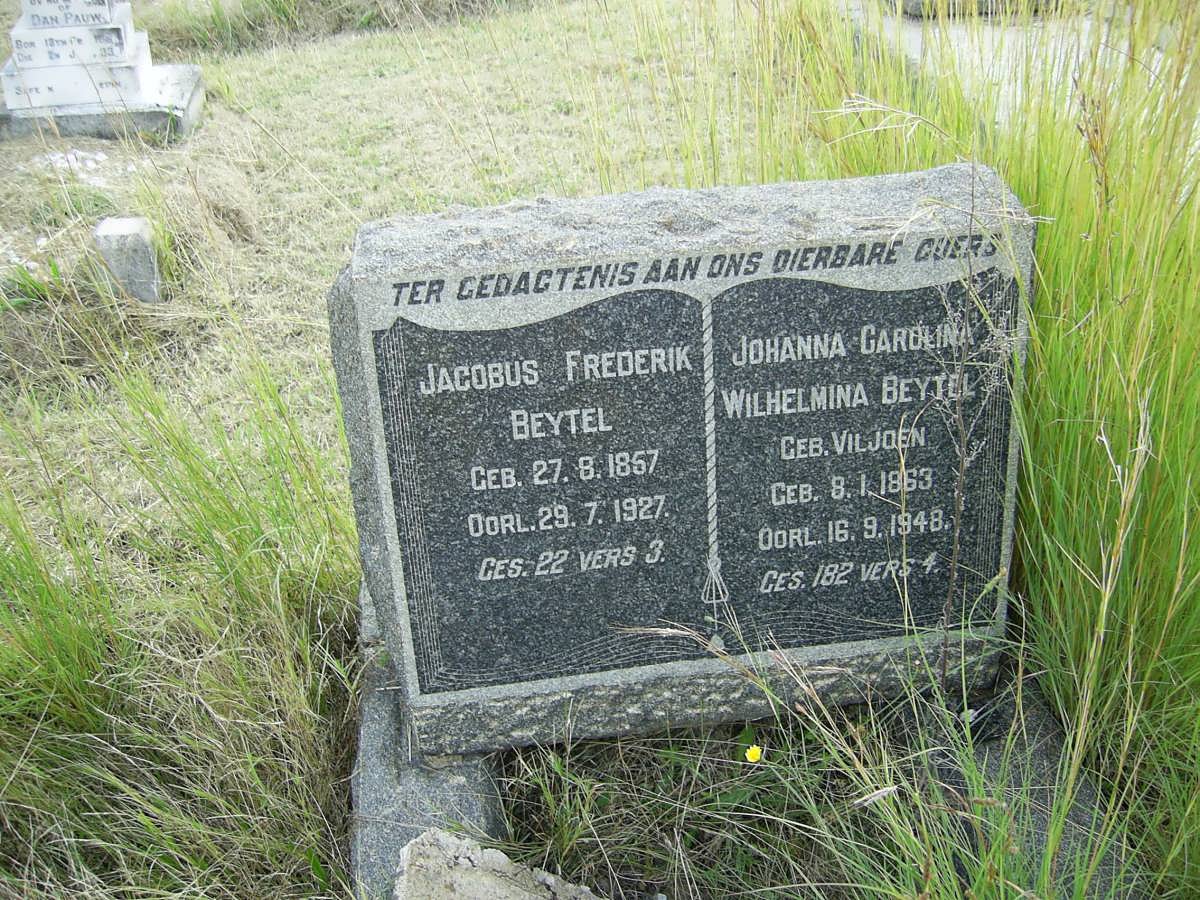 DAN PAUW.
TER GEDAGTENIS AAN ONS DIERBARE OUERS
JACOBUS FREDERIK
BEYTEL
GEB. 27. 8. 1857
OORL. 29. 7. 1927.
GES. 22 VERS 3.
JOHANNA CAROLINA
WILHELMINA BEYTEL
GEB. VILJOEN
GEB. 8. 1. 1863
OORL. 16. 9. 1948.
GES. 182 VERS 4.